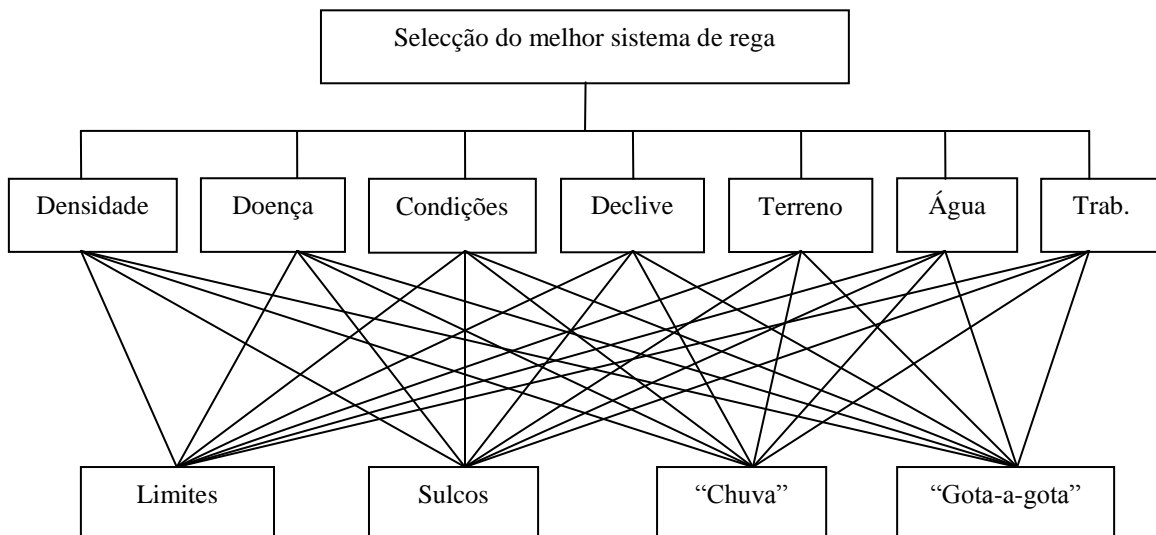 Selecção do melhor sistema de rega
Densidade
Doença
Condições
Declive
Terreno
Água
Trab.
Limites
Sulcos
“Chuva”
“Gota-a-gota”